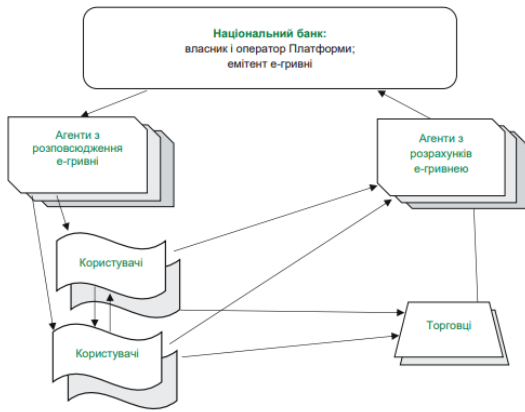 Національний банк:
власник і оператор Платформи;
емітент е-гривні
Агенти з
розповсюдження
е-гривні
Агенти з
розрахунків
е-гривнею
Користувачі
Торговці
Користувачі